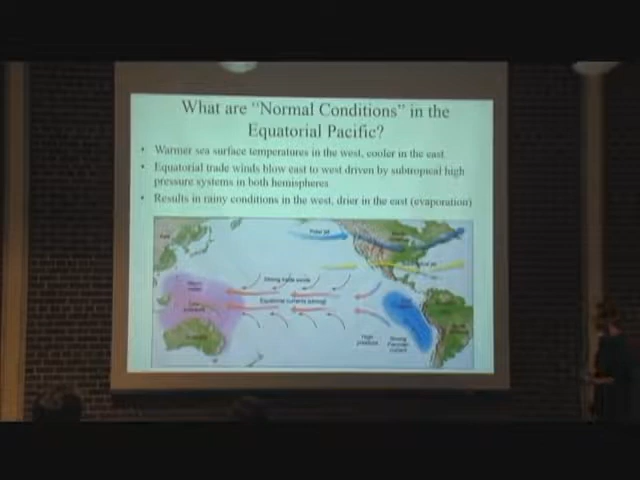 What are “Normal Conditions” in the
Equatorial Pacific?
• Warmer sea surface temperatures in the west, cooler in the east
• Equatorial trade winds blow east to west driven by subtropical high
pressure systems in both hemispheres
• Results in rainy conditions in the west, drier in the east (evaporation)
Polar jet
Strong trade winds
Equatorial currents (strong)
High
pressure
Strong
Peruvian
current